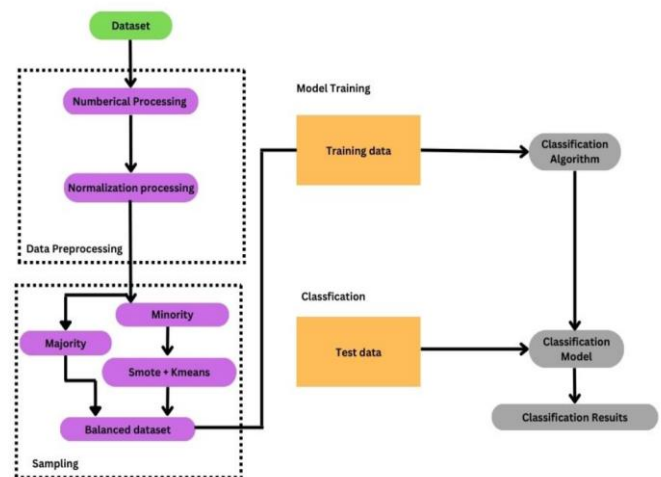 Dataset
Numberical Processing
Normalization processing
Data Preprocessing
Minority
Majority
Smote + Kmeans
Balanced dataset
Sampling
Model Training
Training data
Classification
Algorithm
Classfication
Test data
Classification
Model
Classification Results